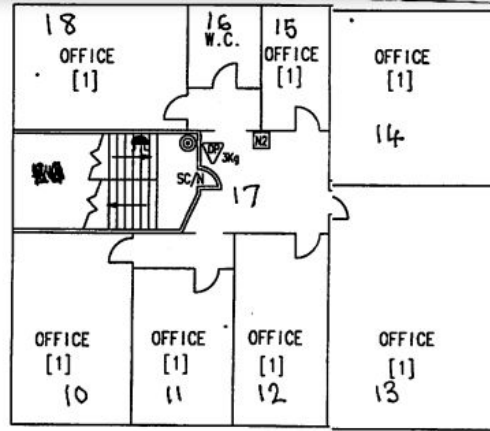 18
OFFICE
[1]
16
W.C.
15
OFFICE
[1]
OFFICE
[1]
14
DP
3Kg
N2
SC/N
17
OFFICE
[1]
10
OFFICE
[1]
11
OFFICE
[1]
12
OFFICE
[1]
13